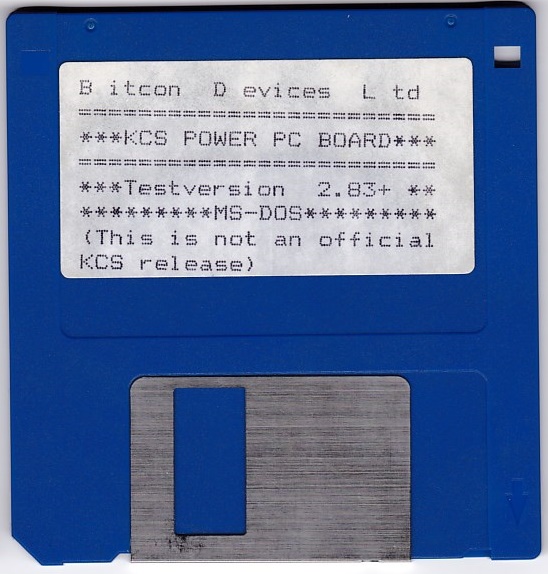 B itcon  D evices  L td
========================
***KCS POWER PC BOARD***
========================
***Testversion  2.83+ **
*********MS-DOS*********
(This is not an official
KCS release)